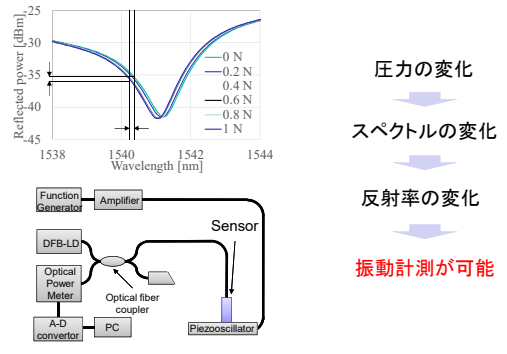 -25
-30
-35
-40
-45
Reflected power [dBm]
0 N
0.2 N
0.4 N
0.6 N
0.8 N
1 N
1538
1540
1542
1544
Wavelength [nm]
Function
Generator
Amplifier
DFB-LD
Optical
Power
Meter
A-D
convertor
PC
Optical fiber
coupler
Sensor
Piezooscillator
圧力の変化
スペクトルの変化
反射率の変化
振動計測が可能